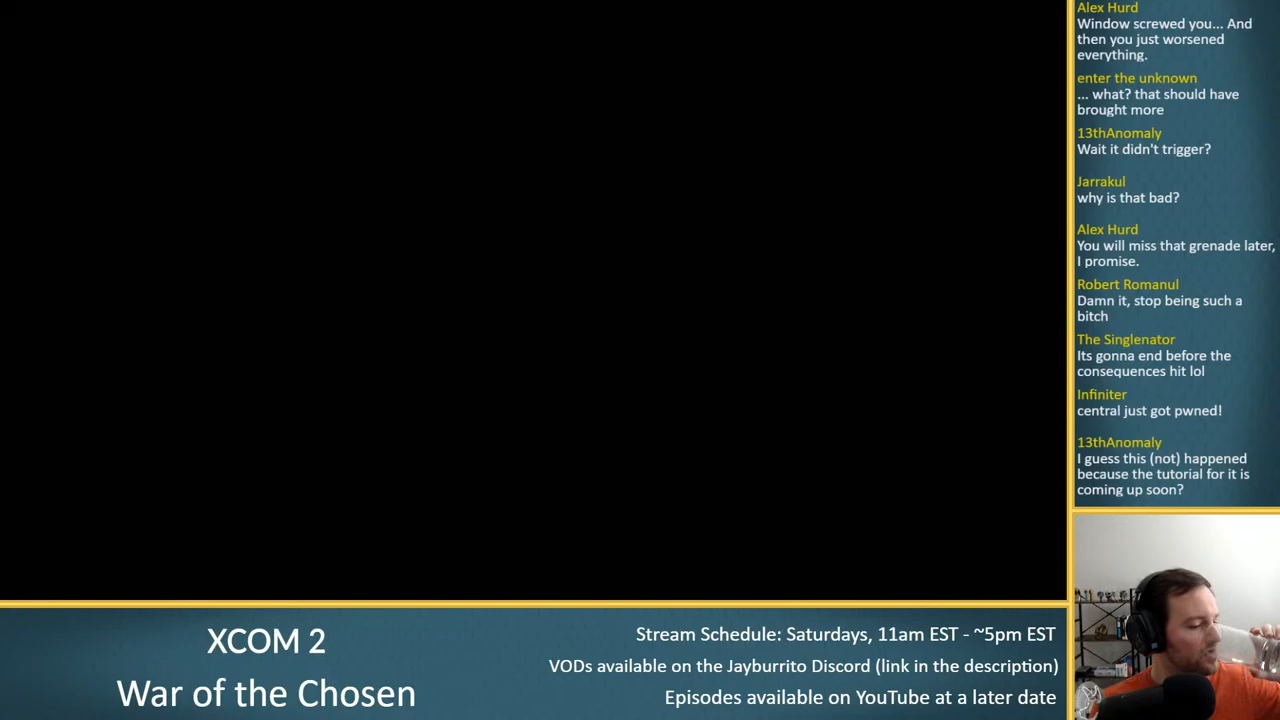 Alex Hurd
Window screwed you... And
then you just worsened
everything.
enter the unknown
... what? that should have
brought more
13thAnomaly
Wait it didn't trigger?
Jarrakul
why is that bad?
Alex Hurd
You will miss that grenade later,
I promise.
Robert Romanul
Damn it, stop being such a
bitch
The Singlenator
Its gonna end before the
consequences hit lol
Infiniter
central just got pwned!
13thAnomaly
I guess this (not) happened
because the tutorial for it is
coming up soon?
XCOM 2
War of the Chosen
Stream Schedule: Saturdays, 11am EST - ~5pm EST
VODs available on the Jayburrito Discord (link in the description)
Episodes available on YouTube at a later date